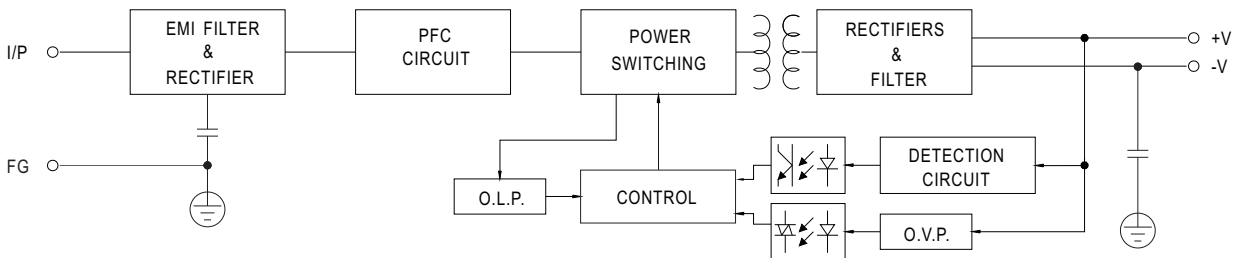 I/P
EMI FILTER
&
RECTIFIER
PFC
CIRCUIT
POWER
SWITCHING
RECTIFIERS
&
FILTER
+V
-V
FG
O.L.P.
CONTROL
DETECTION
CIRCUIT
O.V.P.